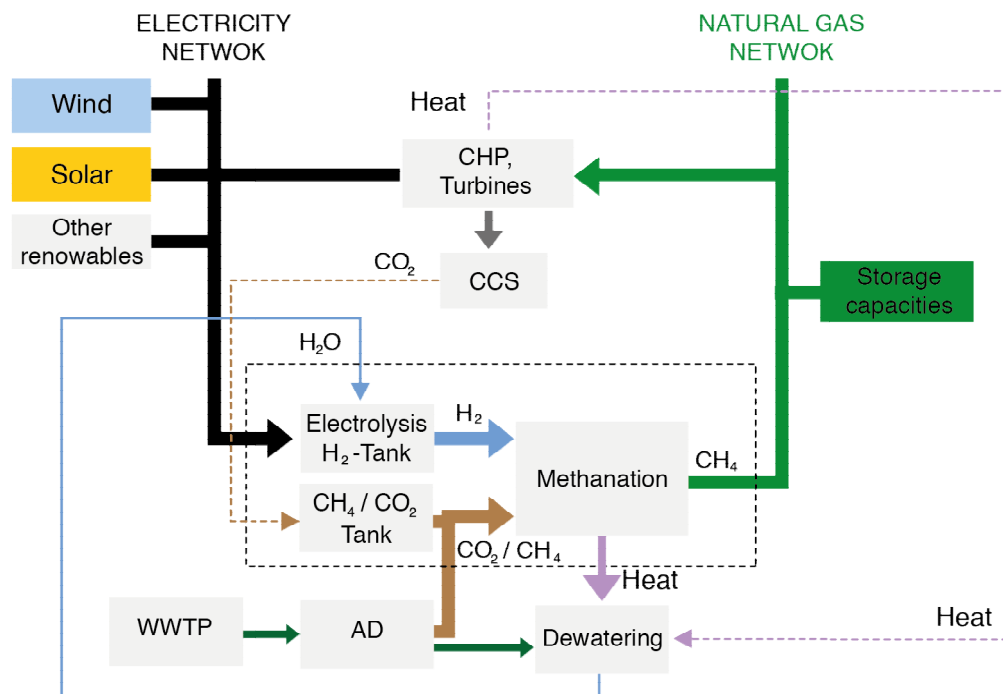 ELECTRICITY
NETWOK
NATURAL GAS
NETWOK
Wind
Heat
Solar
CHP,
Turbines
Other
renewables
CO₂
CCS
Storage
capacities
H₂O
Electrolysis
H₂-Tank
H₂
Methanation
CH₄
CH₄ / CO₂
Tank
CO₂ / CH₄
Heat
WWTP
AD
Dewatering
Heat